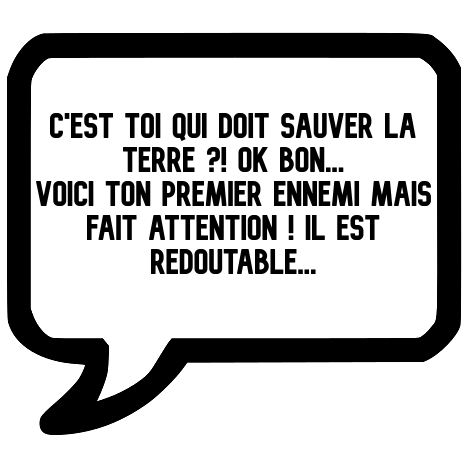 C'EST TOI QUI DOIT SAUVER LA
TERRE ?! OK BON...
VOICI TON PREMIER ENNEMI MAIS
FAIT ATTENTION ! IL EST
REDOUTABLE...